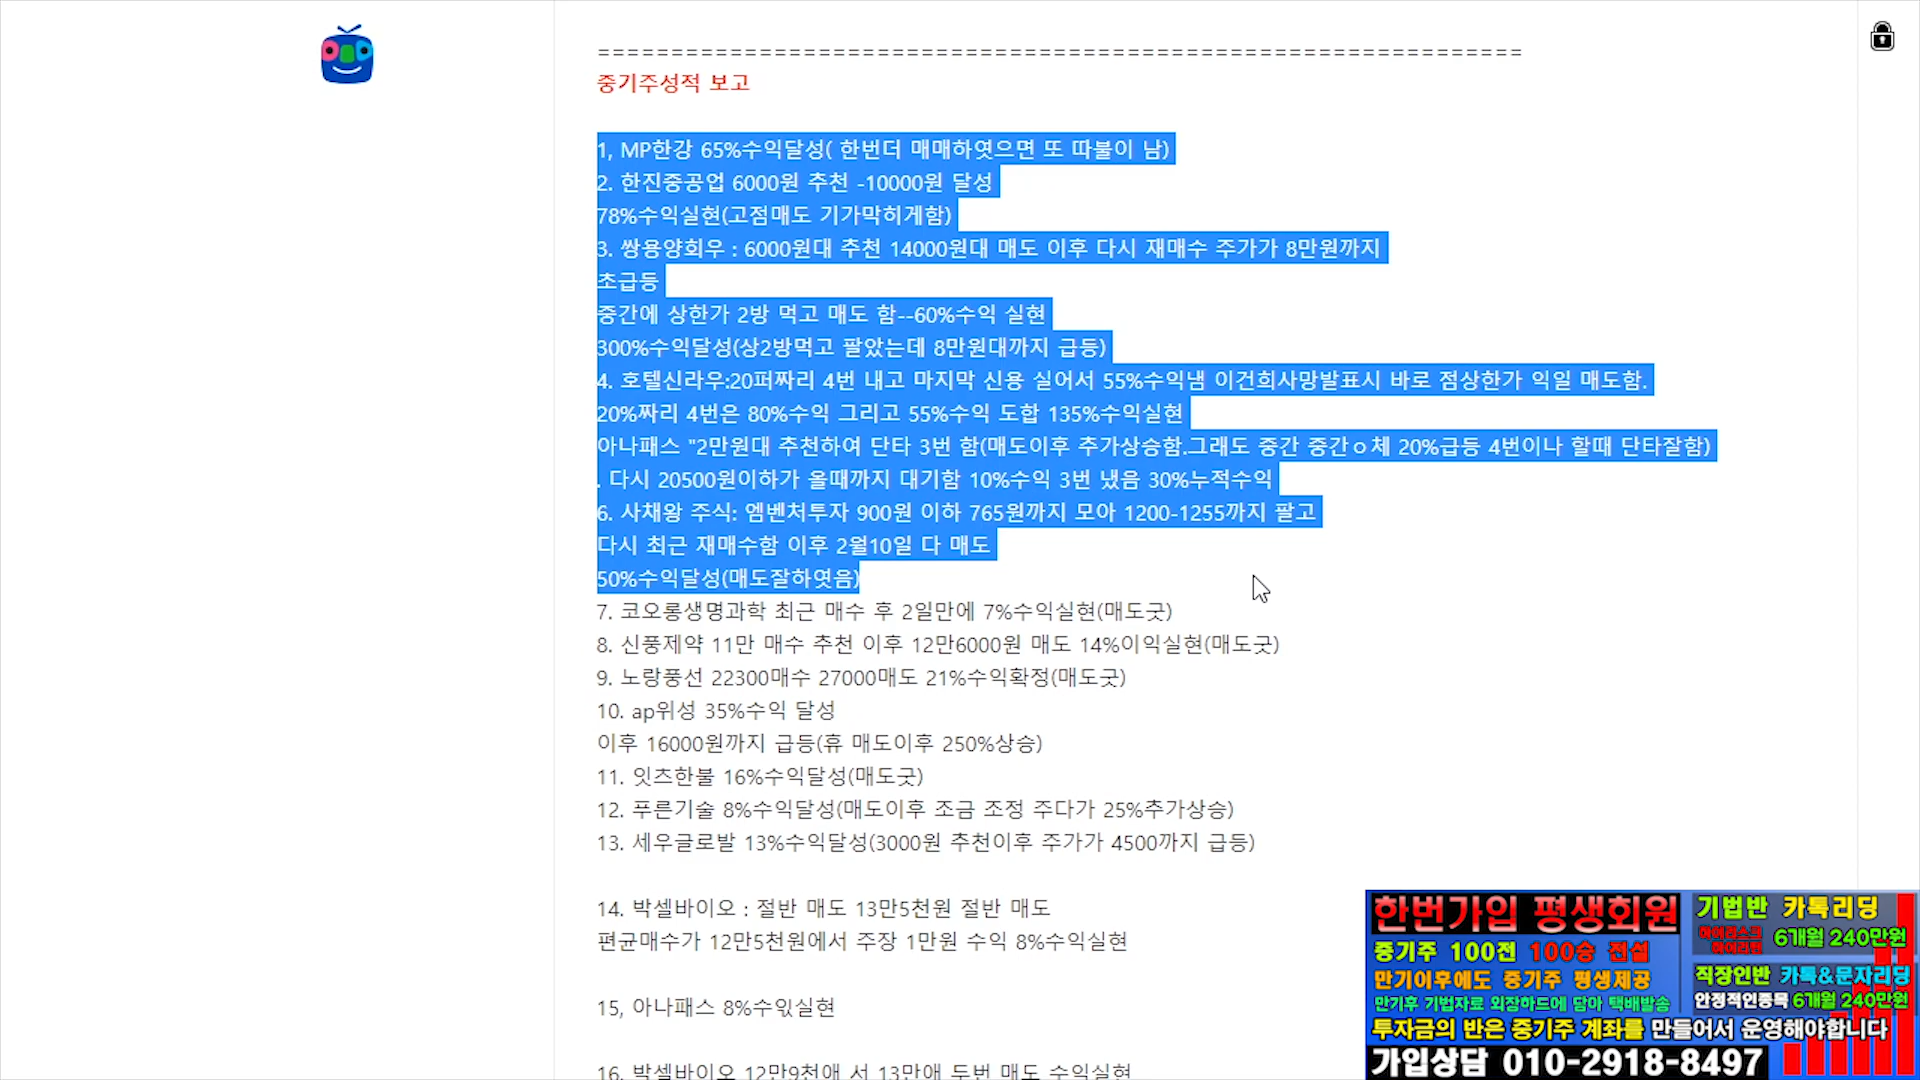 ===============================================================
중기주성적 보고
1, MP한강 65%수익달성( 한번더 매매하엿으면 또 따불이 남)
2. 한진중공업 6000원 추천 -10000원 달성
78%수익실현(고점매도 기가막히게함)
3. 쌍용양회우 : 6000원대 추천 14000원대 매도 이후 다시 재매수 주가가 8만원까지
초급등
중간에 상한가 2방 먹고 매도 함--60%수익 실현
300%수익달성(상2방먹고 팔았는데 8만원대까지 급등)
4. 호텔신라우:20퍼짜리 4번 내고 마지막 신용 실어서 55%수익냄 이건희사망발표시 바로 점상한가 익일 매도함.
20%짜리 4번은 80%수익 그리고 55%수익 도합 135%수익실현
아나패스 "2만원대 추천하여 단타 3번 함(매도이후 추가상승함.그래도 중간 중간ㅇ체 20%급등 4번이나 할때 단타잘함)
. 다시 20500원이하가 올때까지 대기함 10%수익 3번 냈음 30%누적수익
6. 사채왕 주식: 엠벤처투자 900원 이하 765원까지 모아 1200-1255까지 팔고
다시 최근 재매수함 이후 2월10일 다 매도
50%수익달성(매도잘하엿음)
7. 코오롱생명과학 최근 매수 후 2일만에 7%수익실현(매도굿)
8. 신풍제약 11만 매수 추천 이후 12만6000원 매도 14%이익실현(매도굿)
9. 노랑풍선 22300매수 27000매도 21%수익확정(매도굿)
10. ap위성 35%수익 달성
이후 16000원까지 급등(휴 매도이후 250%상승)
11. 잇츠한불 16%수익달성(매도굿)
12. 푸른기술 8%수익달성(매도이후 조금 조정 주다가 25%추가상승)
13. 세우글로발 13%수익달성(3000원 추천이후 주가가 4500까지 급등)
14. 박셀바이오 : 절반 매도 13만5천원 절반 매도
편균매수가 12만5천원에서 주장 1만원 수익 8%수익실현
15, 아나패스 8%수잆실현
16. 박셀바이오 12만9천애 서 13만애 두번 매도 수익실현
한번가입 평생회원
중기주 100전 100승 전설
만기이후에도 중기주 평생제공
만기후 기법자료 외장하드에 담아 택배발송
기법반 카톡리딩
하이리스크
하이리턴
6개월 240만원
직장인반 카톡&문자리딩
안정적인종목 6개월 240만원
투자금의 반은 중기주 계좌를 만들어서 운영해야합니다
가입상담 010-2918-8497